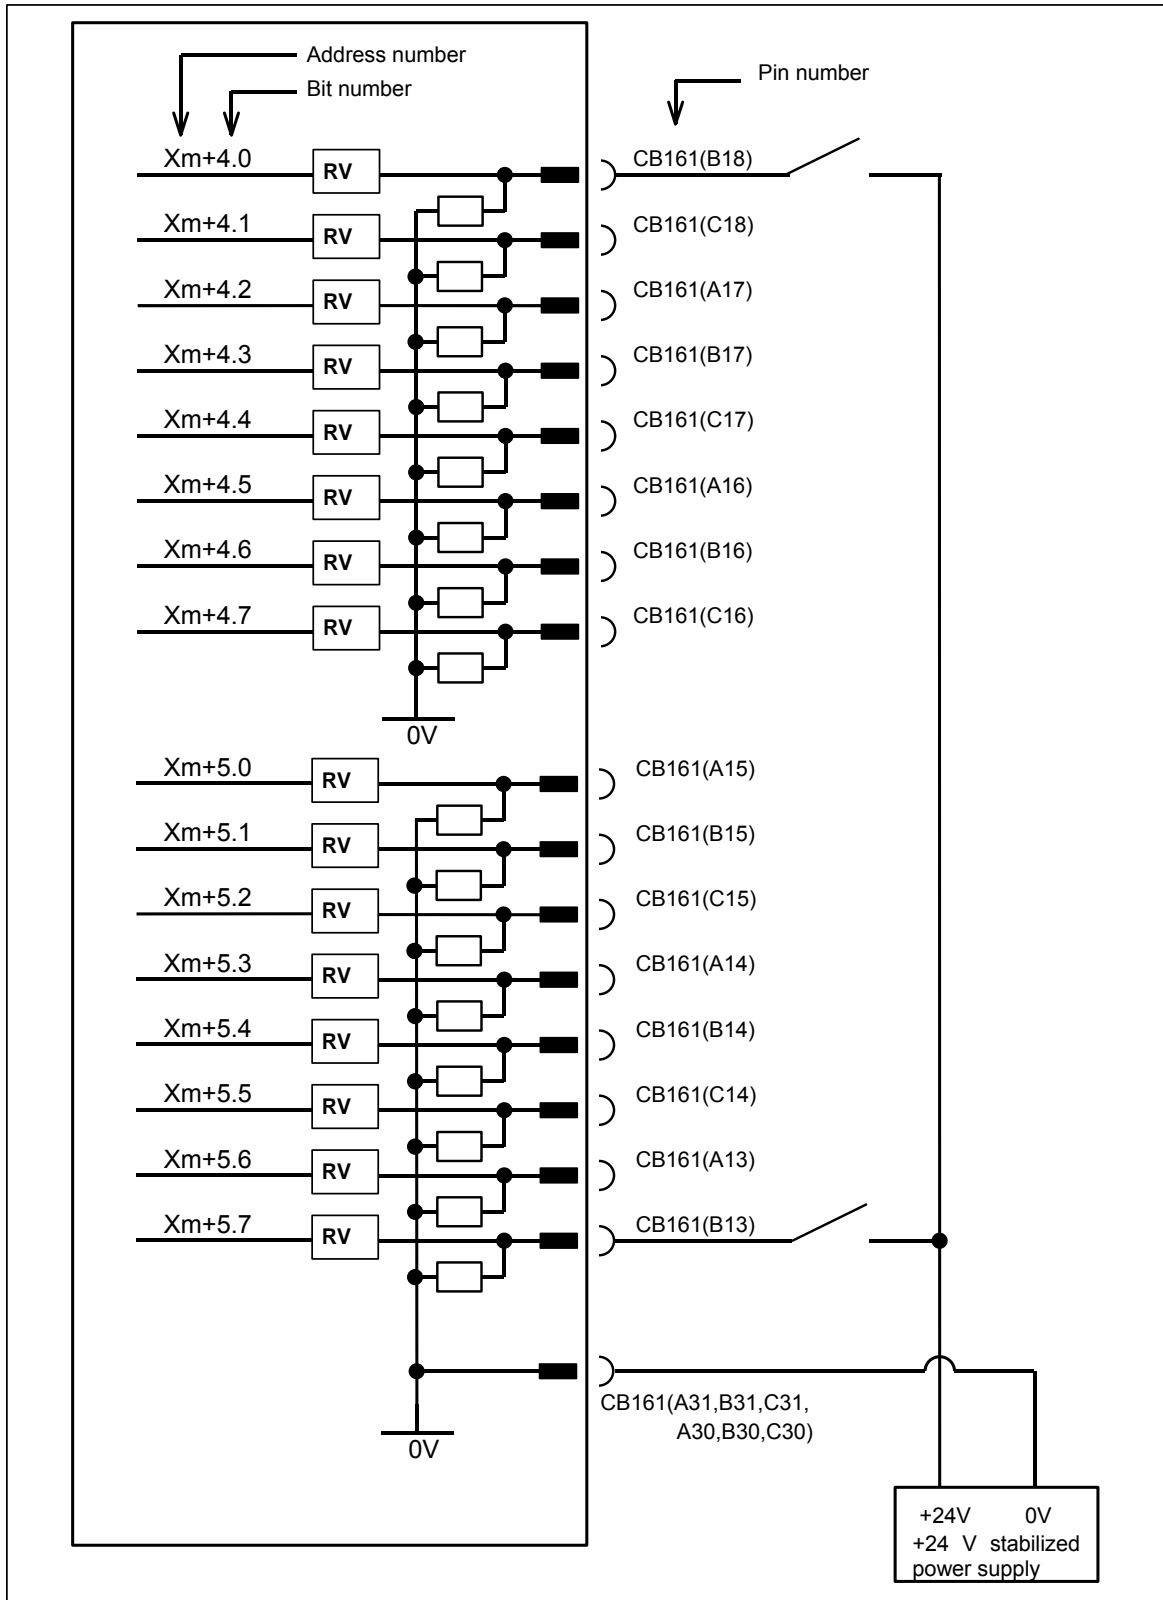 Address number
Bit number
Pin number
Xm+4.0 RV CB161(B18)
Xm+4.1 RV CB161(C18)
Xm+4.2 RV CB161(A17)
Xm+4.3 RV CB161(B17)
Xm+4.4 RV CB161(C17)
Xm+4.5 RV CB161(A16)
Xm+4.6 RV CB161(B16)
Xm+4.7 RV CB161(C16)
0V
Xm+5.0 RV CB161(A15)
Xm+5.1 RV CB161(B15)
Xm+5.2 RV CB161(C15)
Xm+5.3 RV CB161(A14)
Xm+5.4 RV CB161(B14)
Xm+5.5 RV CB161(C14)
Xm+5.6 RV CB161(A13)
Xm+5.7 RV CB161(B13)
CB161(A31,B31,C31,
A30,B30,C30)
0V
+24V 0V
+24 V stabilized
power supply